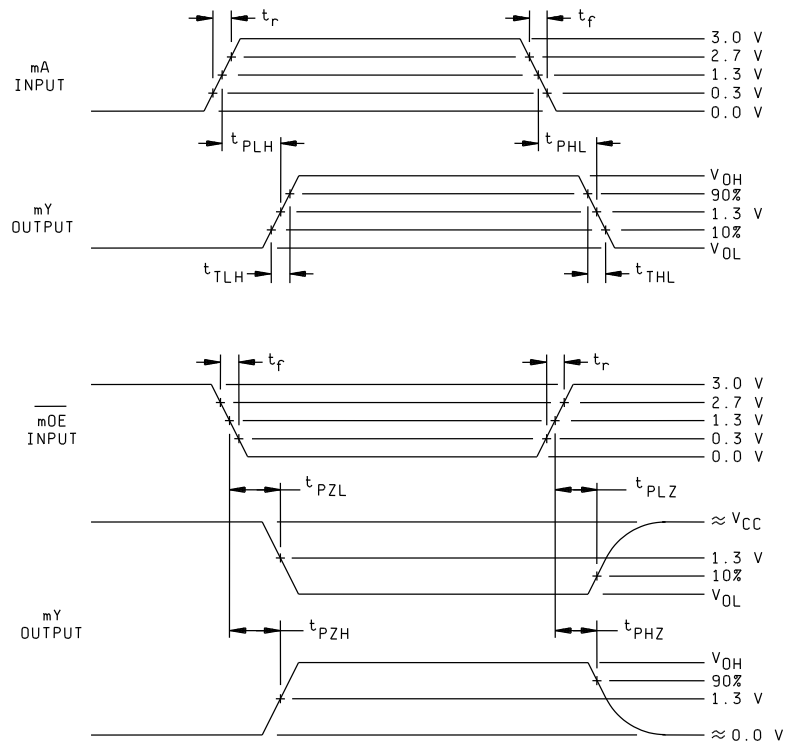 t_r t_f
3.0 V
2.7 V
1.3 V
0.3 V
0.0 V
mA
INPUT
t_PLH t_PHL
V_OH
90%
1.3 V
10%
V_OL
mY
OUTPUT
t_TLH t_THL
t_f t_r
3.0 V
2.7 V
1.3 V
0.3 V
0.0 V
m̅O̅E̅
INPUT
t_PZL t_PLZ
≈ V_CC
1.3 V
10%
V_OL
mY
OUTPUT
t_PZH t_PHZ
V_OH
90%
1.3 V
≈ 0.0 V